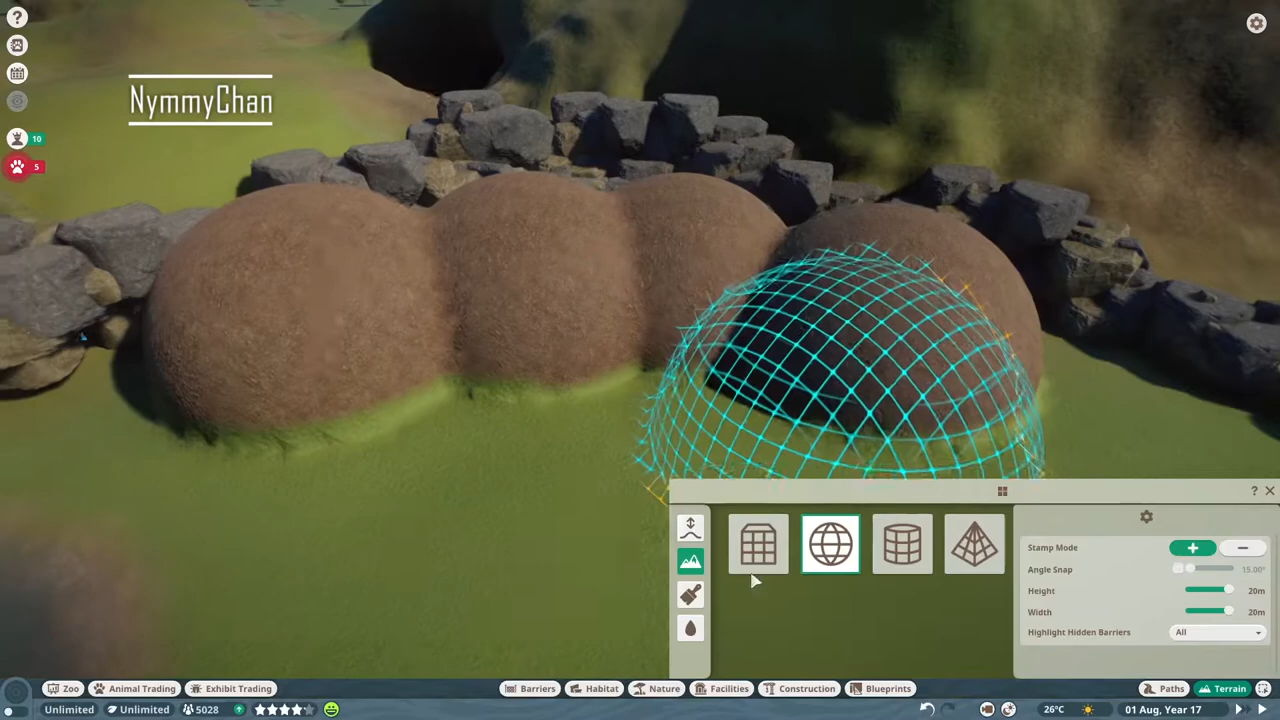 NymmyChan
10
5
Stamp Mode
Angle Snap
15.00°
Height
20m
Width
20m
Highlight Hidden Barriers
All
Zoo
Animal Trading
Exhibit Trading
Barriers
Habitat
Nature
Facilities
Construction
Blueprints
Paths
Terrain
Unlimited
Unlimited
5028
26°C
01 Aug, Year 17